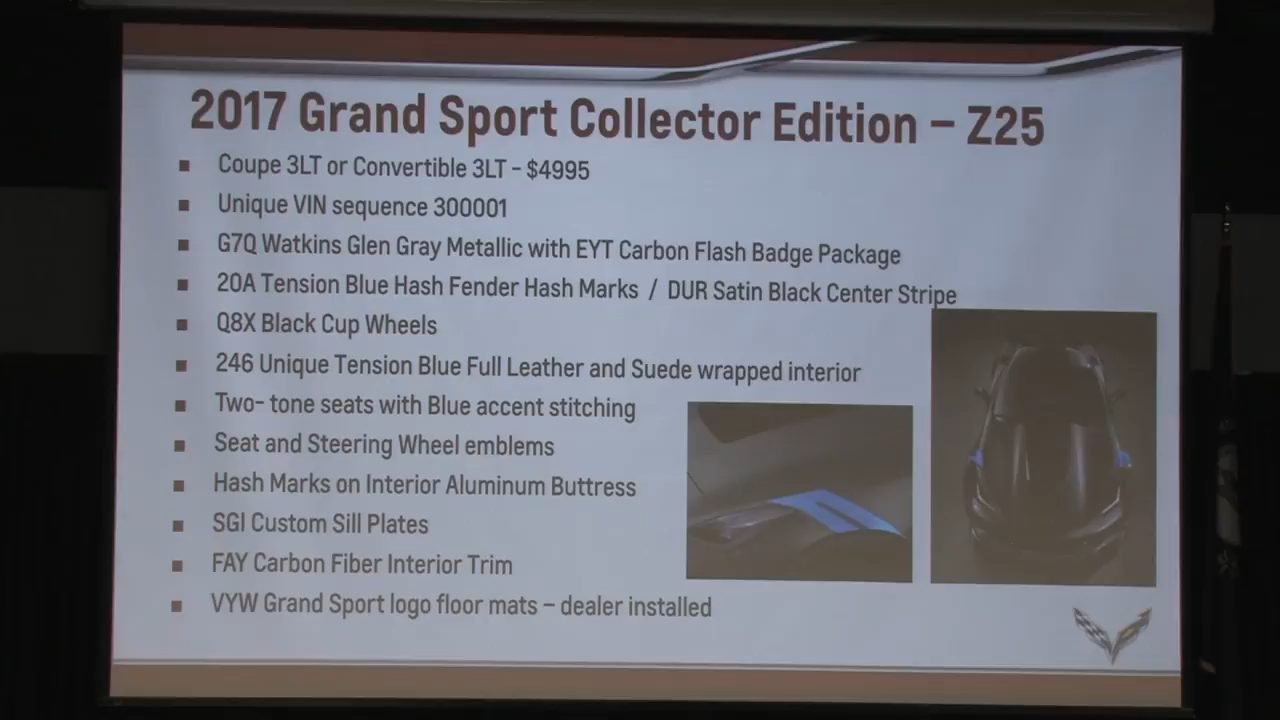 2017 Grand Sport Collector Edition – Z25
Coupe 3LT or Convertible 3LT - $4995
Unique VIN sequence 300001
G7Q Watkins Glen Gray Metallic with EYT Carbon Flash Badge Package
20A Tension Blue Hash Fender Hash Marks / DUR Satin Black Center Stripe
Q8X Black Cup Wheels
246 Unique Tension Blue Full Leather and Suede wrapped interior
Two- tone seats with Blue accent stitching
Seat and Steering Wheel emblems
Hash Marks on Interior Aluminum Buttress
SGI Custom Sill Plates
FAY Carbon Fiber Interior Trim
VYW Grand Sport logo floor mats – dealer installed